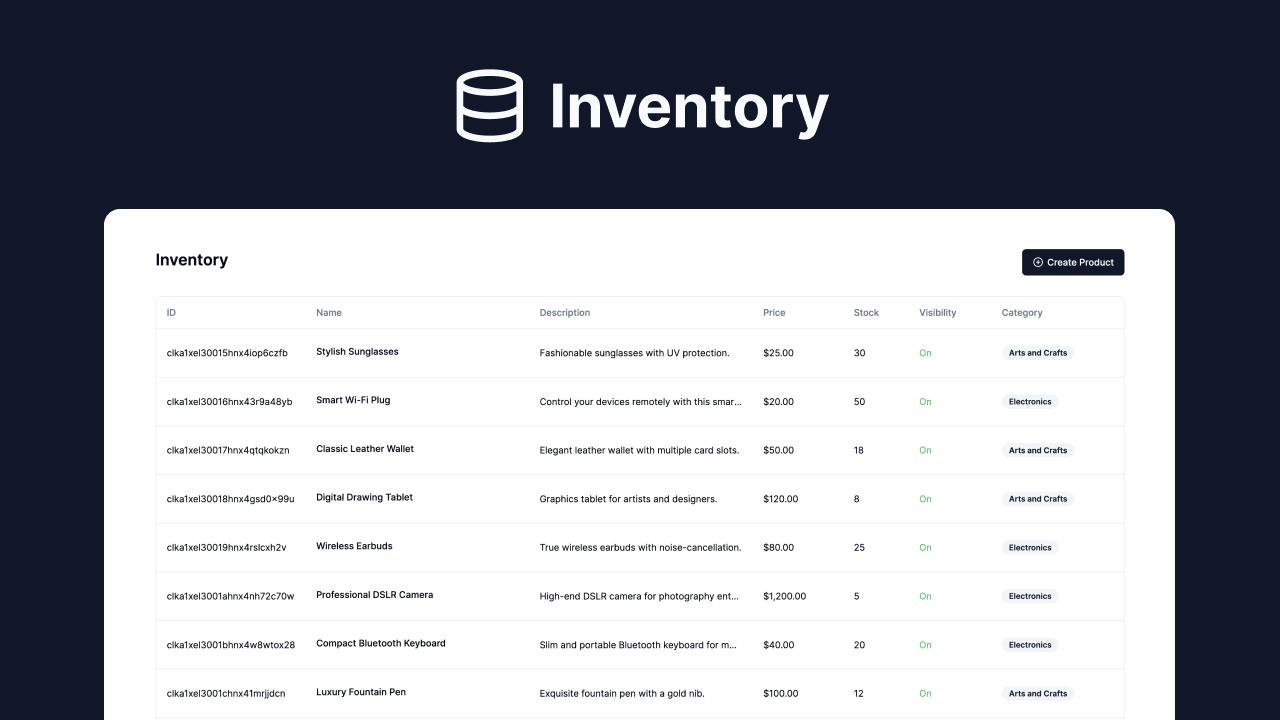 Inventory
Inventory
Create Product
ID Name Description Price Stock Visibility Category
clka1xel30015hnx4iop6czfb Stylish Sunglasses Fashionable sunglasses with UV protection. $25.00 30 On Arts and Crafts
clka1xel30016hnx43r9a48yb Smart Wi-Fi Plug Control your devices remotely with this smar... $20.00 50 On Electronics
clka1xel30017hnx4qtqkokzn Classic Leather Wallet Elegant leather wallet with multiple card slots. $50.00 18 On Arts and Crafts
clka1xel30018hnx4gsd0x99u Digital Drawing Tablet Graphics tablet for artists and designers. $120.00 8 On Arts and Crafts
clka1xel30019hnx4rslcxh2v Wireless Earbuds True wireless earbuds with noise-cancellation. $80.00 25 On Electronics
clka1xel3001ahnx4nh72c70w Professional DSLR Camera High-end DSLR camera for photography ent... $1,200.00 5 On Electronics
clka1xel3001bhnx4w8wtox28 Compact Bluetooth Keyboard Slim and portable Bluetooth keyboard for m... $40.00 20 On Electronics
clka1xel3001chnx41mrjjdcn Luxury Fountain Pen Exquisite fountain pen with a gold nib. $100.00 12 On Arts and Crafts